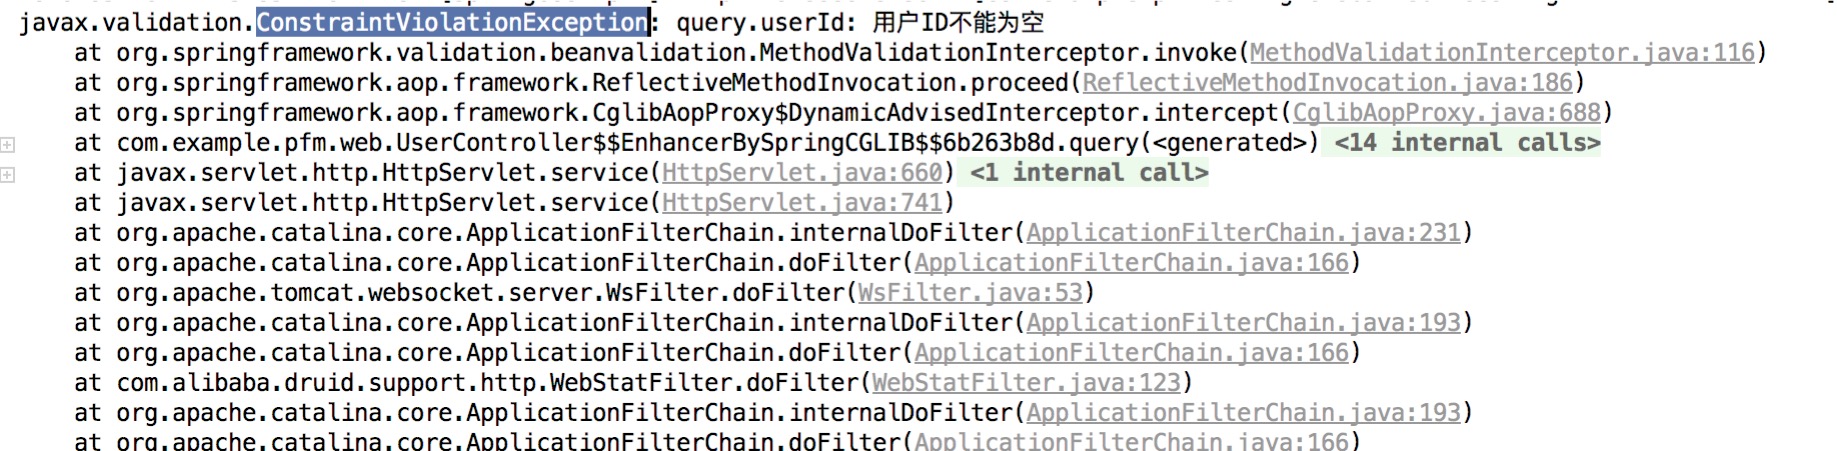 javax.validation.ConstraintViolationException: query.userId: 用户ID不能为空
at org.springframework.validation.beanvalidation.MethodValidationInterceptor.invoke(MethodValidationInterceptor.java:116)
at org.springframework.aop.framework.ReflectiveMethodInvocation.proceed(ReflectiveMethodInvocation.java:186)
at org.springframework.aop.framework.CglibAopProxy$DynamicAdvisedInterceptor.intercept(CglibAopProxy.java:688)
at com.example.pfm.web.UserController$$EnhancerBySpringCGLIB$$6b263b8d.query(<generated>) <14 internal calls>
at javax.servlet.http.HttpServlet.service(HttpServlet.java:660) <1 internal call>
at javax.servlet.http.HttpServlet.service(HttpServlet.java:741)
at org.apache.catalina.core.ApplicationFilterChain.internalDoFilter(ApplicationFilterChain.java:231)
at org.apache.catalina.core.ApplicationFilterChain.doFilter(ApplicationFilterChain.java:166)
at org.apache.tomcat.websocket.server.WsFilter.doFilter(WsFilter.java:53)
at org.apache.catalina.core.ApplicationFilterChain.internalDoFilter(ApplicationFilterChain.java:193)
at org.apache.catalina.core.ApplicationFilterChain.doFilter(ApplicationFilterChain.java:166)
at com.alibaba.druid.support.http.WebStatFilter.doFilter(WebStatFilter.java:123)
at org.apache.catalina.core.ApplicationFilterChain.internalDoFilter(ApplicationFilterChain.java:193)
at org.apache.catalina.core.ApplicationFilterChain.doFilter(ApplicationFilterChain.java:166)